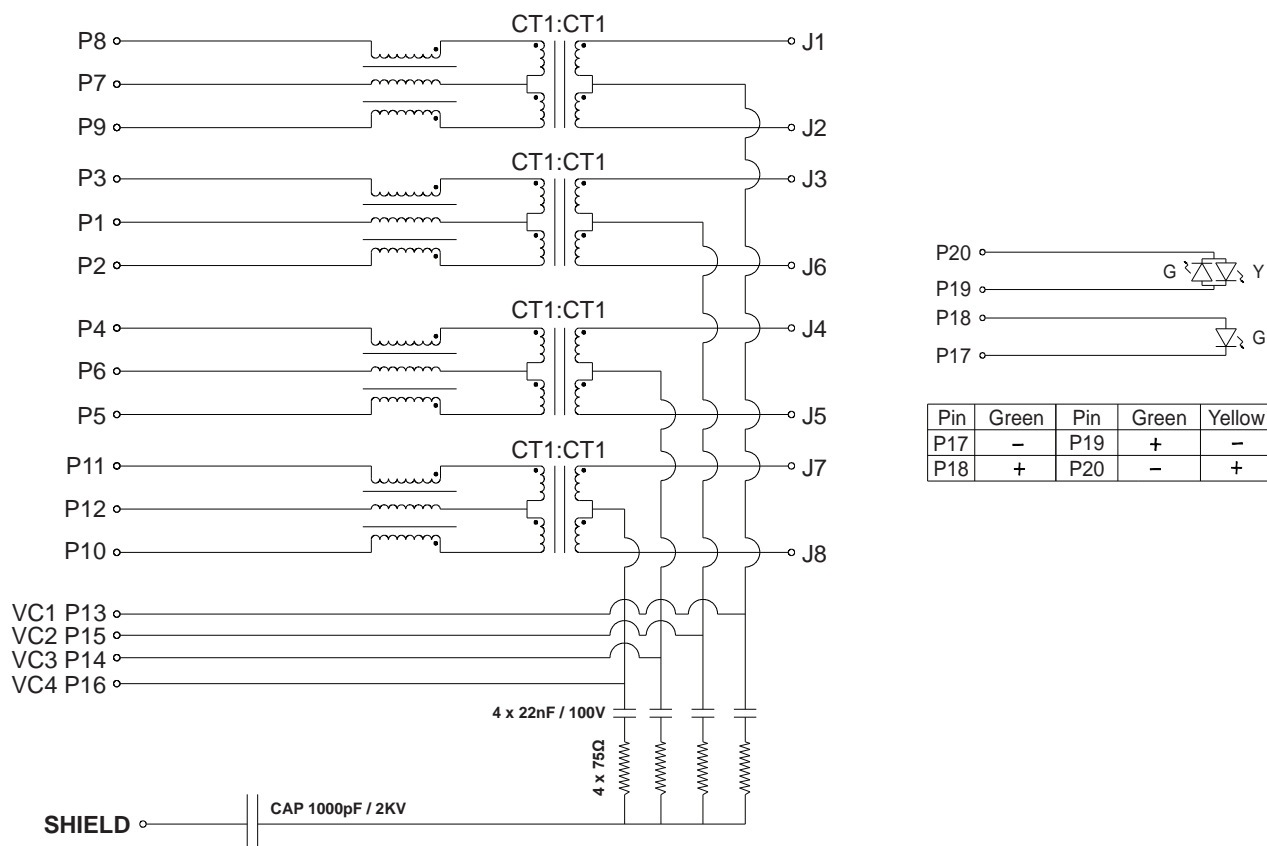 CT1:CT1
P8 J1
P7
P9 J2
CT1:CT1
P3 J3
P1
P2 J6
CT1:CT1
P4 J4
P6
P5 J5
CT1:CT1
P11 J7
P12
P10 J8
VC1 P13
VC2 P15
VC3 P14
VC4 P16
4 x 22nF / 100V
4 x 75Ω
CAP 1000pF / 2KV
SHIELD
P20
G Y
P19
P18
G
P17
Pin Green Pin Green Yellow
P17 − P19 + −
P18 + P20 − +